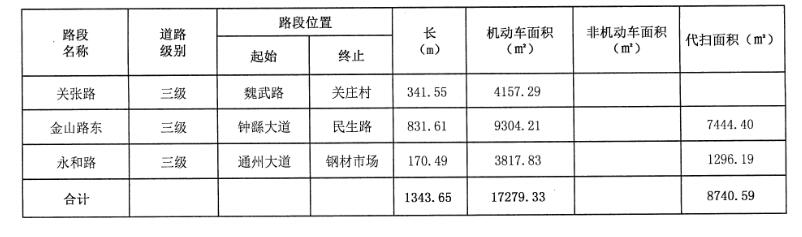 路段名称 道路级别 路段位置 长（m） 机动车面积（㎡） 非机动车面积（㎡） 代扫面积（㎡）
起始 终止
关张路 三级 魏武路 关庄村 341.55 4157.29
金山路东 三级 钟繇大道 民生路 831.61 9304.21 7444.40
永和路 三级 通州大道 钢材市场 170.49 3817.83 1296.19
合计 1343.65 17279.33 8740.59